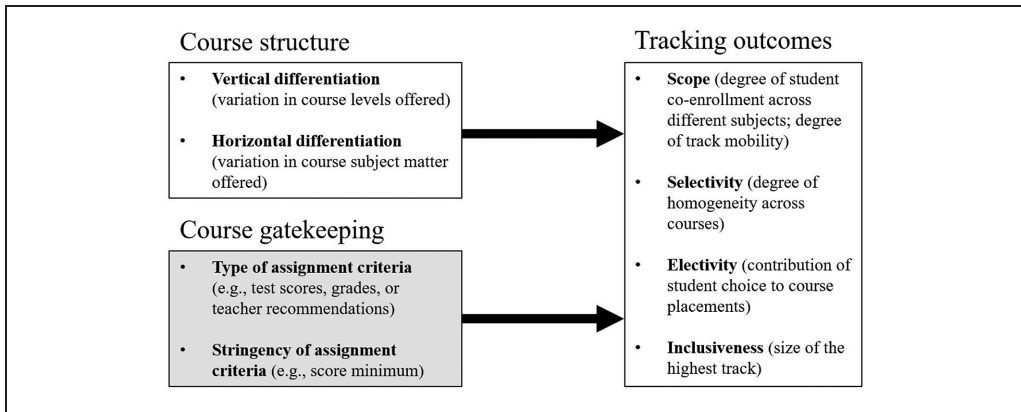 Course structure
• Vertical differentiation
(variation in course levels offered)
• Horizontal differentiation
(variation in course subject matter
offered)
Course gatekeeping
• Type of assignment criteria
(e.g., test scores, grades, or
teacher recommendations)
• Stringency of assignment
criteria (e.g., score minimum)
Tracking outcomes
• Scope (degree of student
co-enrollment across
different subjects; degree
of track mobility)
• Selectivity (degree of
homogeneity across
courses)
• Electivity (contribution of
student choice to course
placements)
• Inclusiveness (size of the
highest track)